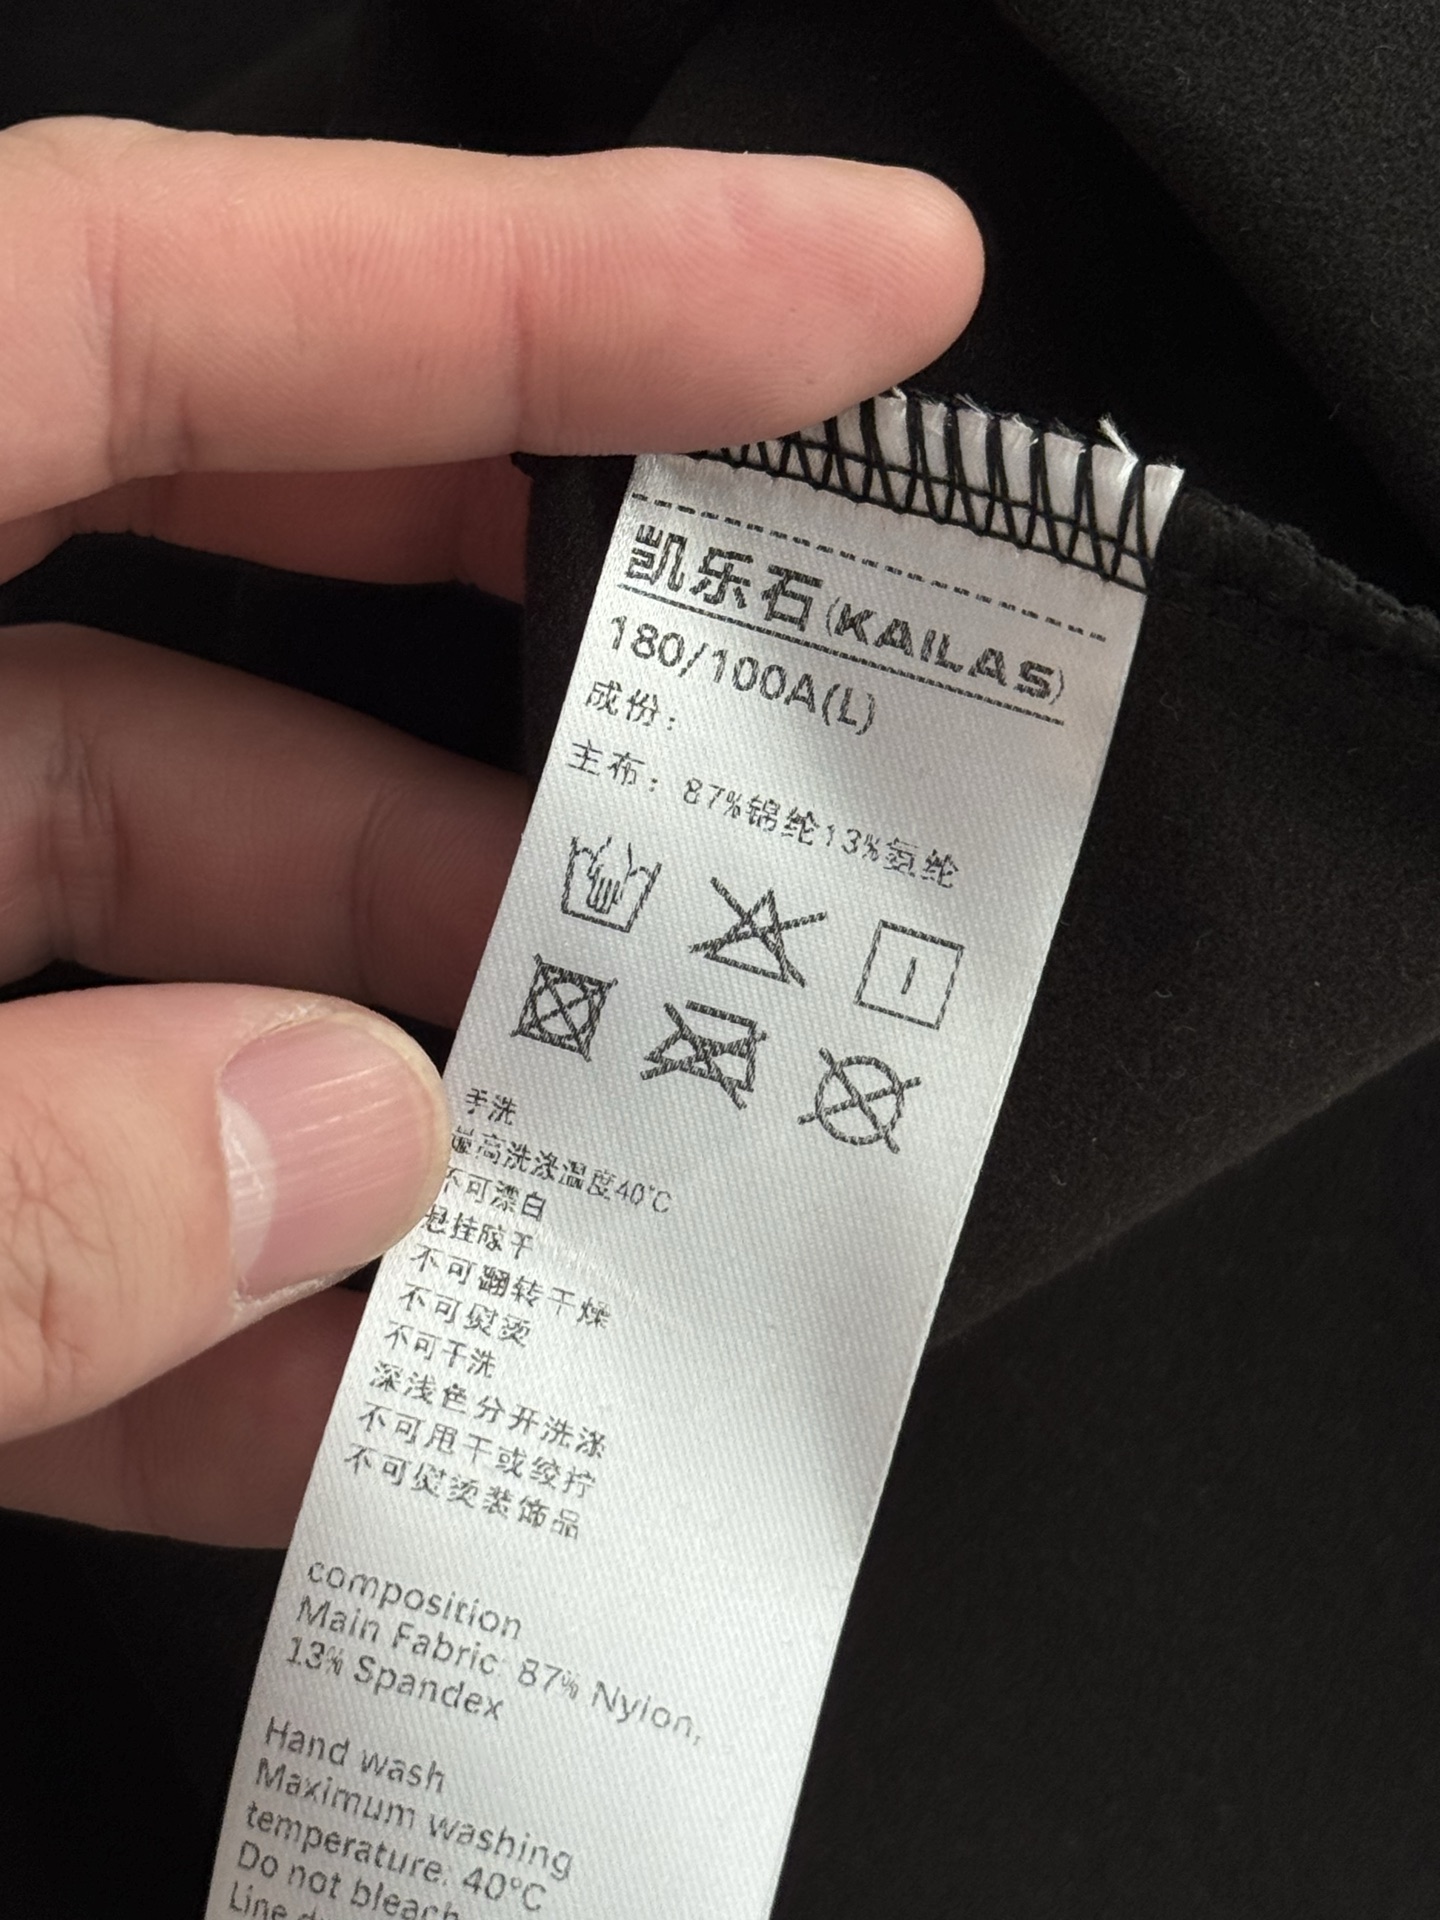 凯乐石(KAILAS)
180/100A(L)
成份：
主布：87%锦纶13%氨纶
手洗
最高洗涤温度40℃
不可漂白
悬挂晾干
不可翻转干燥
不可熨烫
不可干洗
深浅色分开洗涤
不可甩干或绞拧
不可熨烫装饰品
composition
Main Fabric: 87% Nylon,
13% Spandex
Hand wash
Maximum washing
temperature: 40°C
Do not bleach
Line